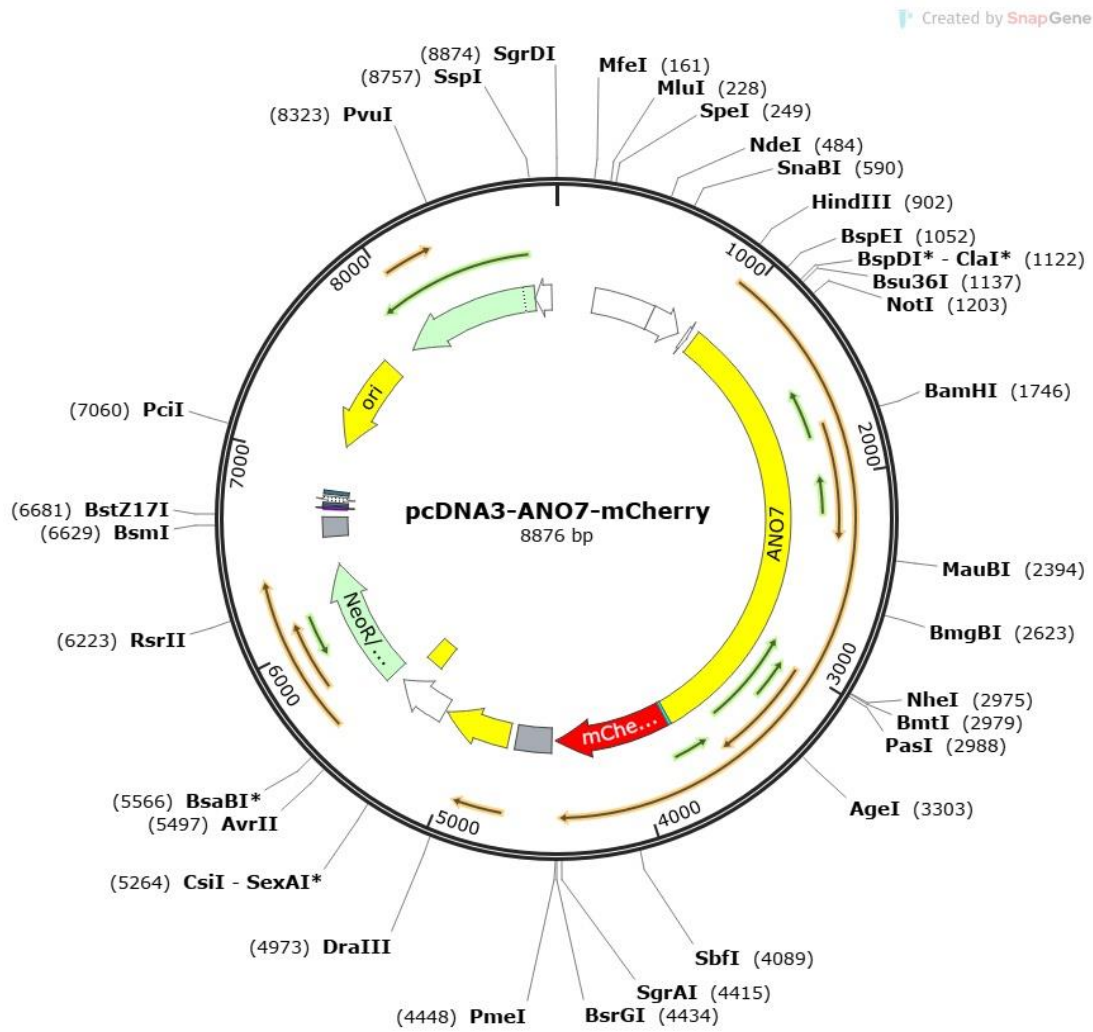 Created by SnapGene
(8874) SgrDI
(8757) SspI
(8323) PvuI
MfeI (161)
MluI (228)
SpeI (249)
NdeI (484)
SnaBI (590)
HindIII (902)
BspEI (1052)
BspDI* - ClaI* (1122)
Bsu36I (1137)
NotI (1203)
BamHI (1746)
MauBI (2394)
BmgBI (2623)
NheI (2975)
BmtI (2979)
PasI (2988)
AgeI (3303)
SbfI (4089)
SgrAI (4415)
BsrGI (4434)
(4448) PmeI
(4973) DraIII
(5264) CsiI - SexAI*
(5497) AvrII
(5566) BsaBI*
(6223) RsrII
(6629) BsmI
(6681) BstZ17I
(7060) PciI
1000
2000
3000
4000
5000
6000
7000
8000
ori
ANO7
mChe...
NeoR/...
pcDNA3-ANO7-mCherry
8876 bp